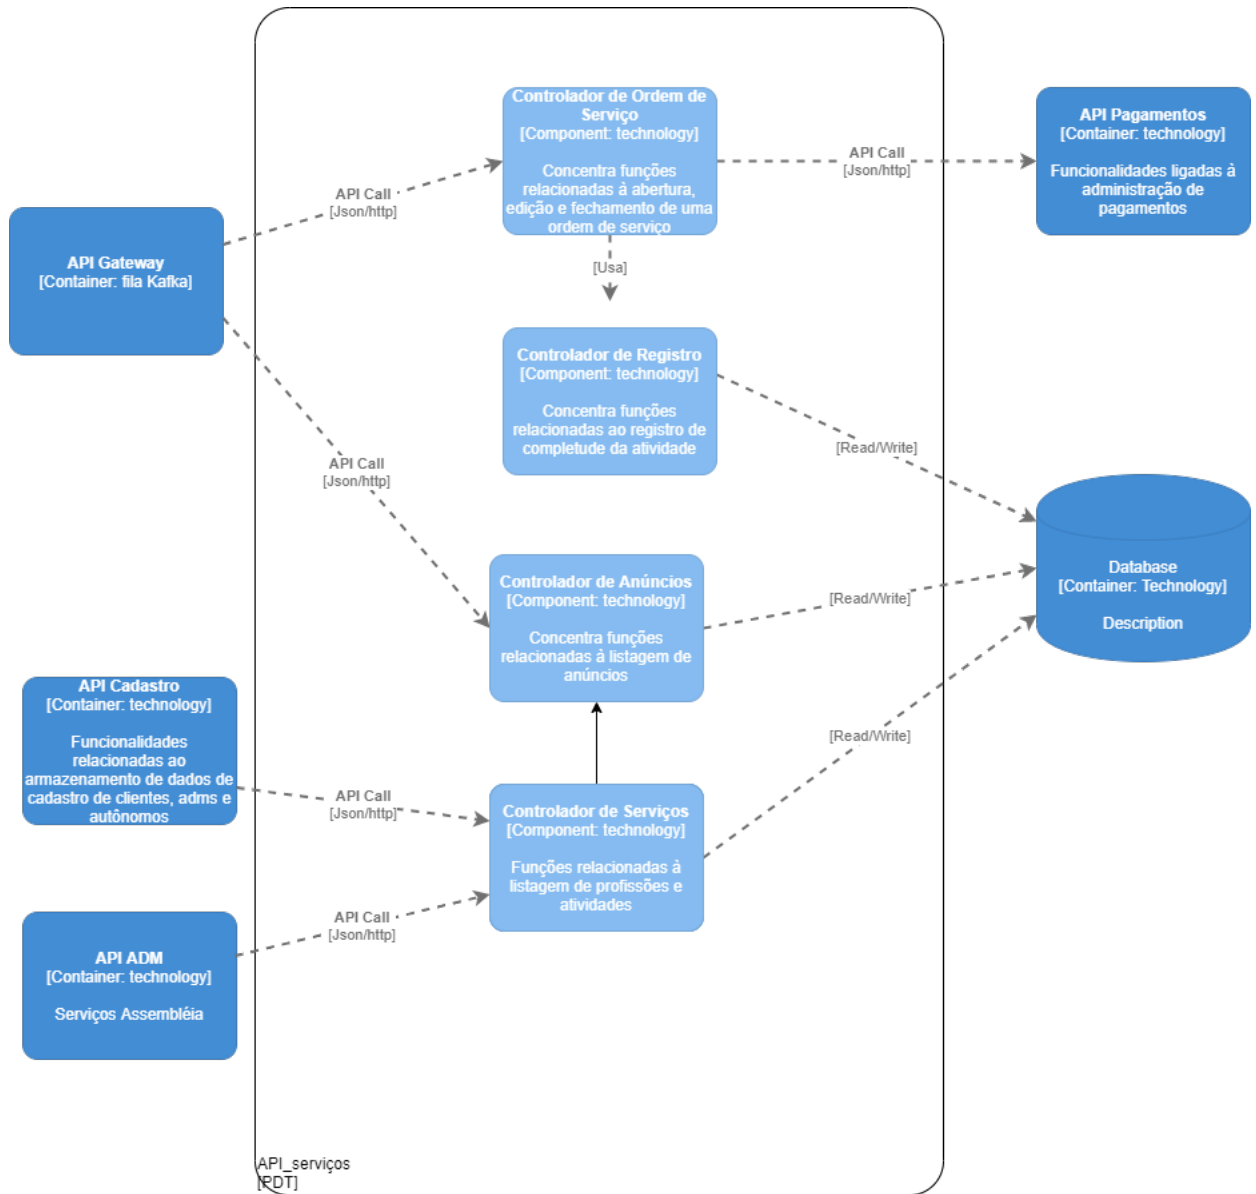 Controlador de Ordem de
Serviço
[Component: technology]
Concentra funções
relacionadas à abertura,
edição e fechamento de uma
ordem de serviço
API Pagamentos
[Container: technology]
Funcionalidades ligadas à
administração de
pagamentos
API Call
[Json/http]
API Call
[Json/http]
API Gateway
[Container: fila Kafka]
[Usa]
Controlador de Registro
[Component: technology]
Concentra funções
relacionadas ao registro de
completude da atividade
API Call
[Json/http]
[Read/Write]
Controlador de Anúncios
[Component: technology]
Concentra funções
relacionadas à listagem de
anúncios
[Read/Write]
Database
[Container: Technology]
Description
API Cadastro
[Container: technology]
Funcionalidades
relacionadas ao
armazenamento de dados de
cadastro de clientes, adms e
autônomos
[Read/Write]
API Call
[Json/http]
Controlador de Serviços
[Component: technology]
Funções relacionadas à
listagem de profissões e
atividades
API Call
[Json/http]
API ADM
[Container: technology]
Serviços Assembléia
API_serviços
[PDT]